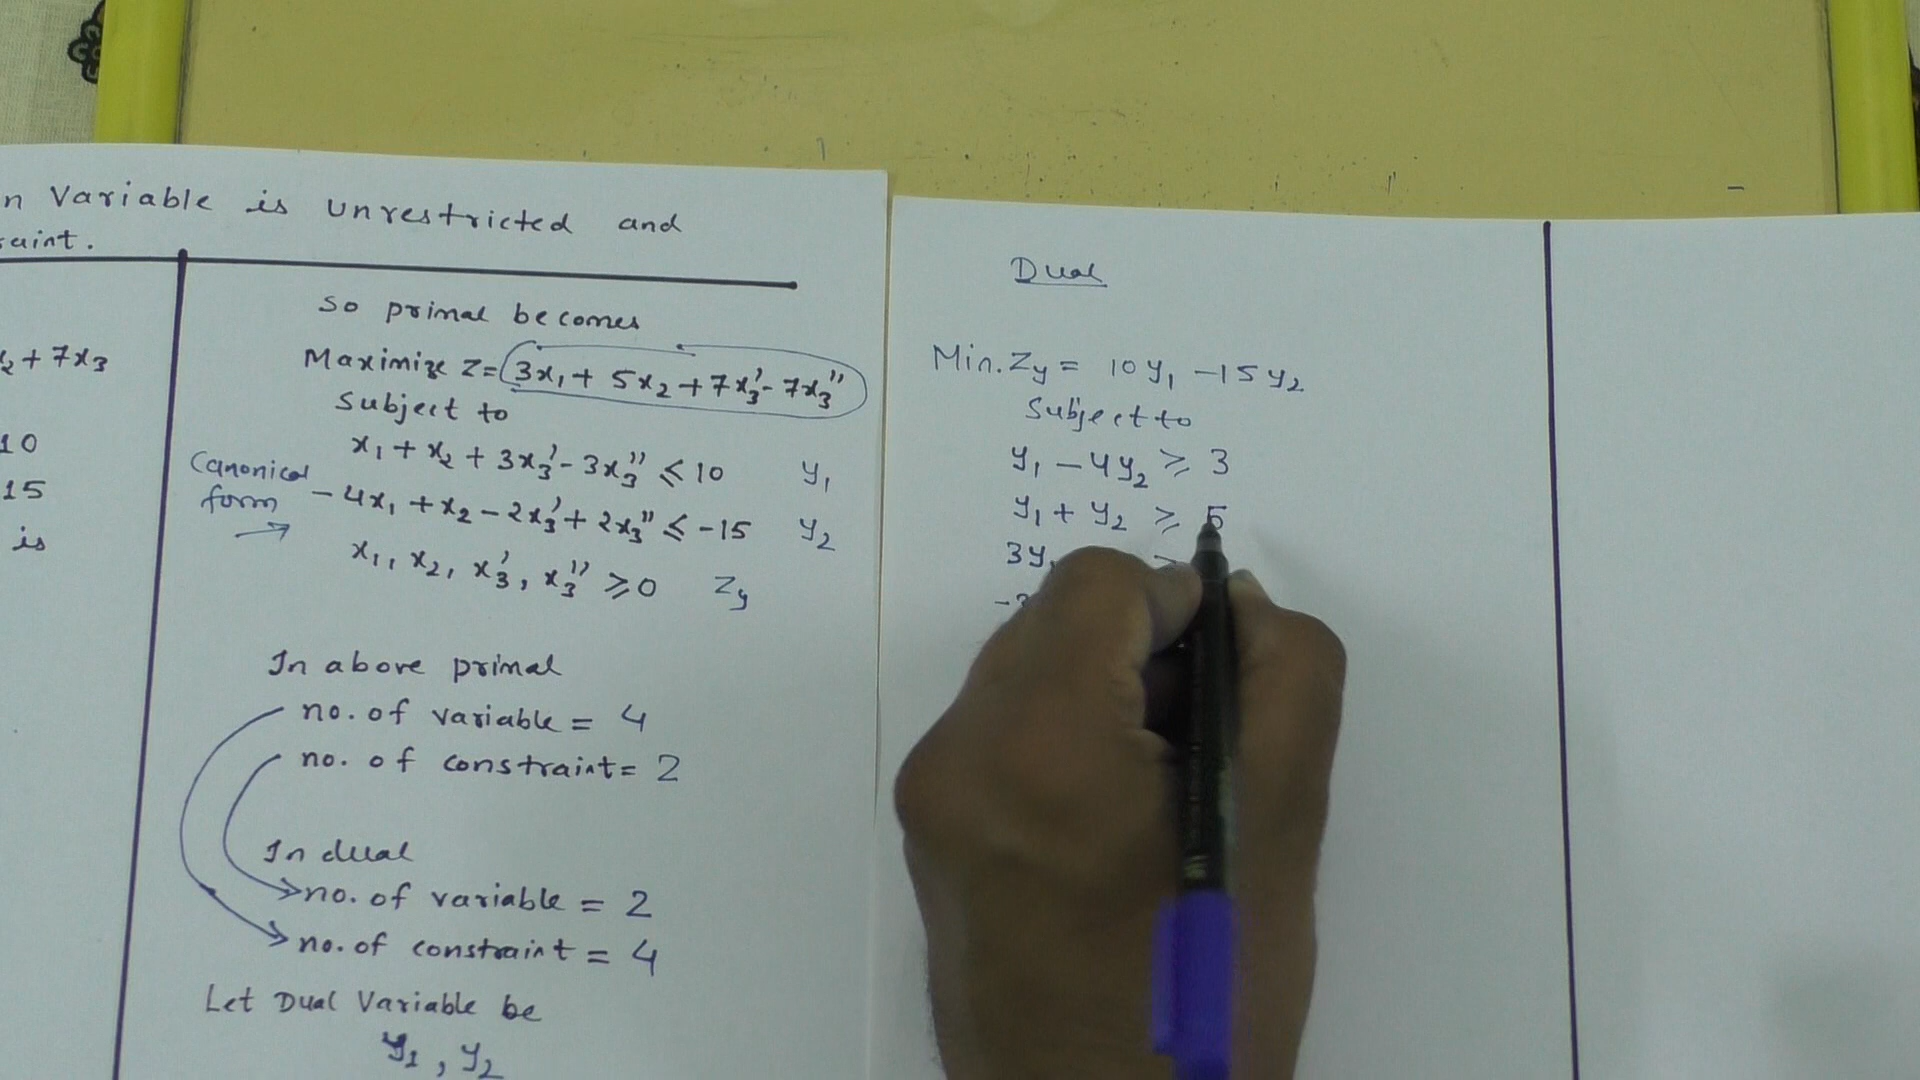 n Variable is unrestricted and
raint.
x₂ + 7x₃
10
15
is
So primal becomes
Maximize Z = 3x₁ + 5x₂ + 7x₃' - 7x₃''
Subject to
x₁ + x₂ + 3x₃' - 3x₃'' ≤ 10 y₁
Canonical form →
-4x₁ + x₂ - 2x₃' + 2x₃'' ≤ -15 y₂
x₁, x₂, x₃', x₃'' ≥ 0 Zy
In above primal
no. of variable = 4
no. of constraint = 2
In dual
no. of variable = 2
no. of constraint = 4
Let Dual Variable be
y₁, y₂
Dual
Min. Zy = 10y₁ - 15y₂
Subject to
y₁ - 4y₂ ≥ 3
y₁ + y₂ ≥ 5
3y₁
-3